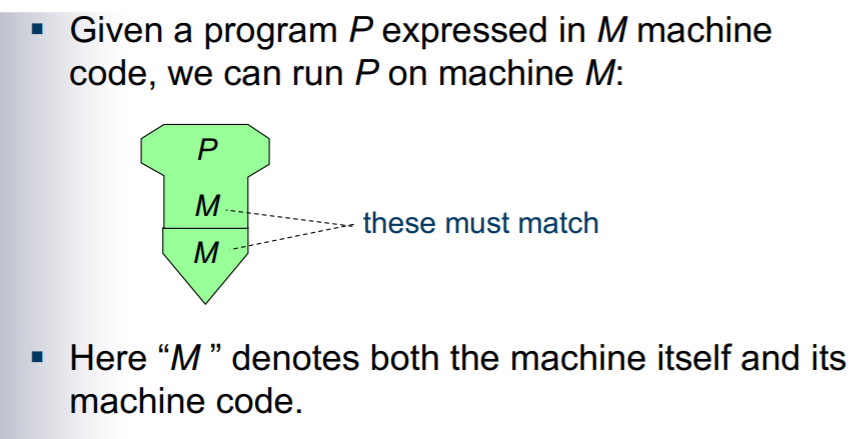 ▪ Given a program P expressed in M machine
code, we can run P on machine M:
P
M
these must match
M
▪ Here “M ” denotes both the machine itself and its
machine code.